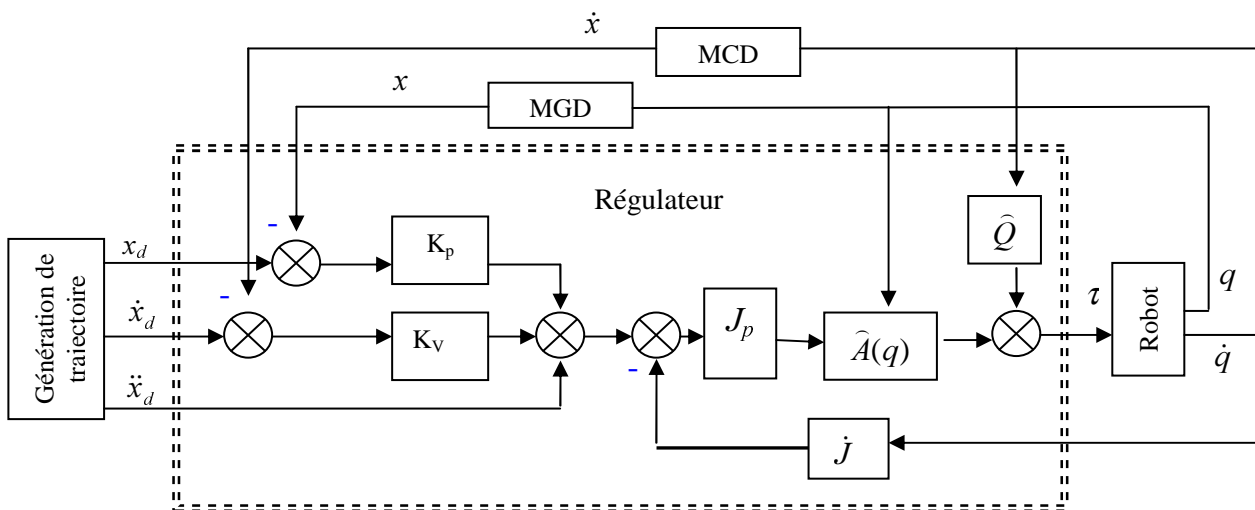 ẋ
MCD
x
MGD
Régulateur
-
K_p
Q̂
x_d
Génération de
trajectoire
-
ẋ_d
K_V
J_p
Â(q)
τ
Robot
q
q̇
-
ẍ_d
J̇